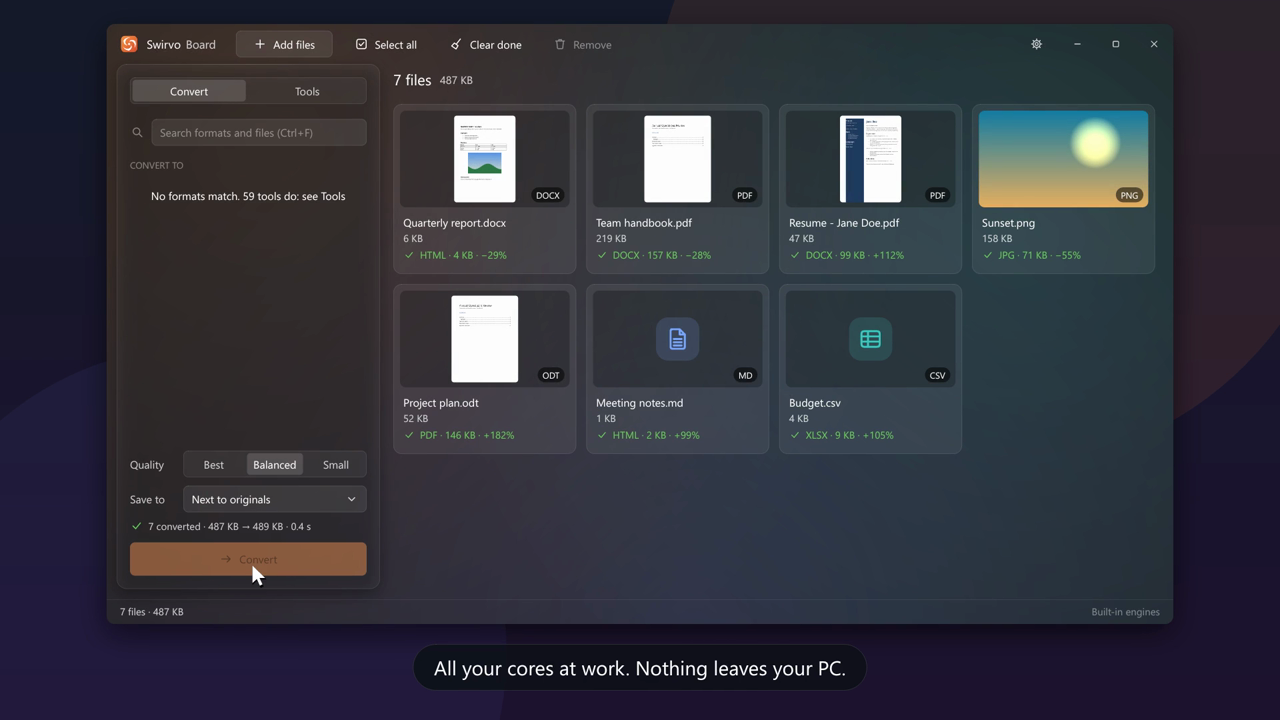 Swirvo Board
Add files
Select all
Clear done
Remove
Convert
Tools
Search formats and files (Ctrl+F)
CONVERT TO
No formats match. 59 tools do: see Tools
Quality
Best
Balanced
Small
Save to
Next to originals
7 converted · 487 KB → 489 KB · 0.4 s
Convert
7 files 487 KB
DOCX
Quarterly report.docx
6 KB
HTML · 4 KB · −29%
PDF
Team handbook.pdf
219 KB
DOCX · 157 KB · −28%
PDF
Resume - Jane Doe.pdf
47 KB
DOCX · 99 KB · +112%
PNG
Sunset.png
158 KB
JPG · 71 KB · −55%
ODT
Project plan.odt
52 KB
PDF · 146 KB · +182%
MD
Meeting notes.md
1 KB
HTML · 2 KB · +99%
CSV
Budget.csv
4 KB
XLSX · 9 KB · +105%
7 files · 487 KB
Built-in engines
All your cores at work. Nothing leaves your PC.